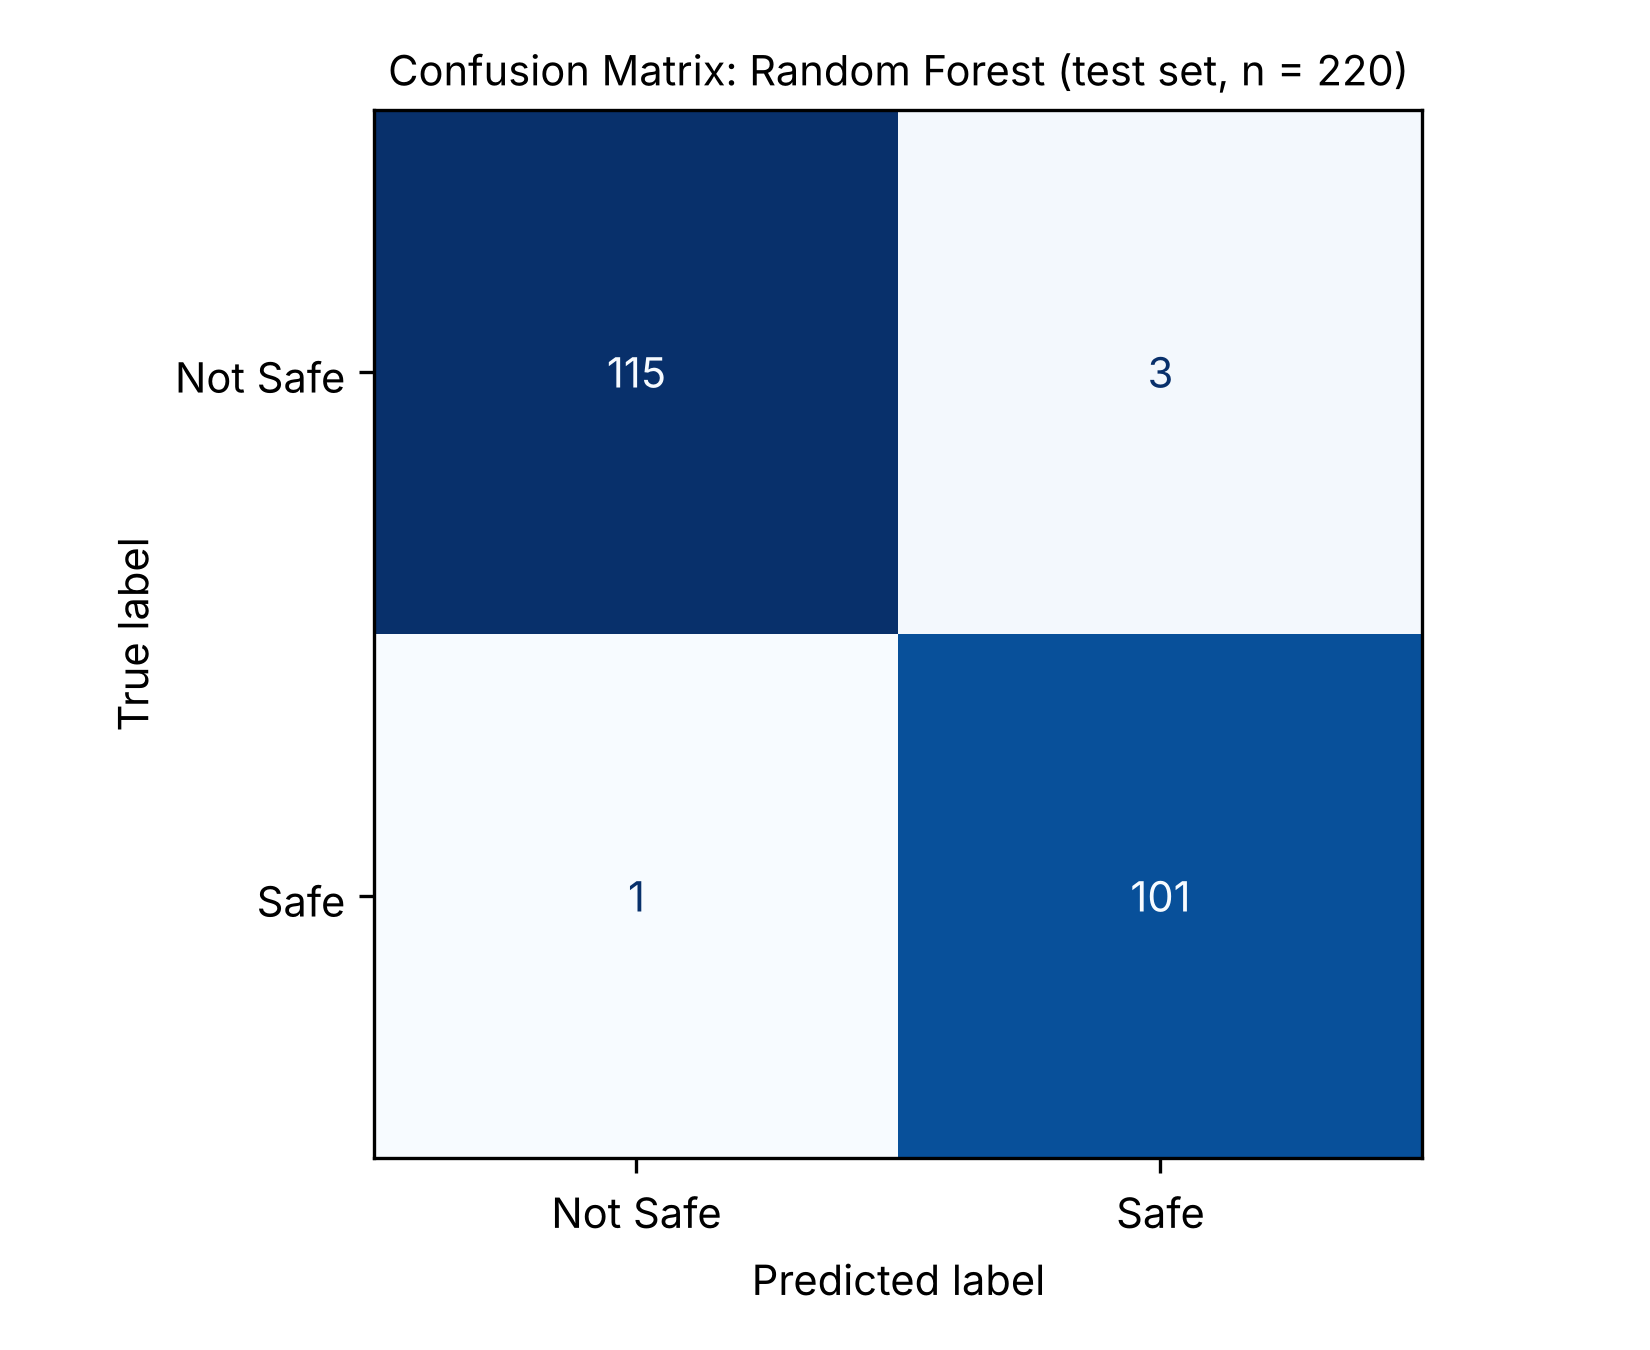 Confusion Matrix: Random Forest (test set, n = 220)
Not Safe
115
3
True label
Safe
1
101
Not Safe
Safe
Predicted label